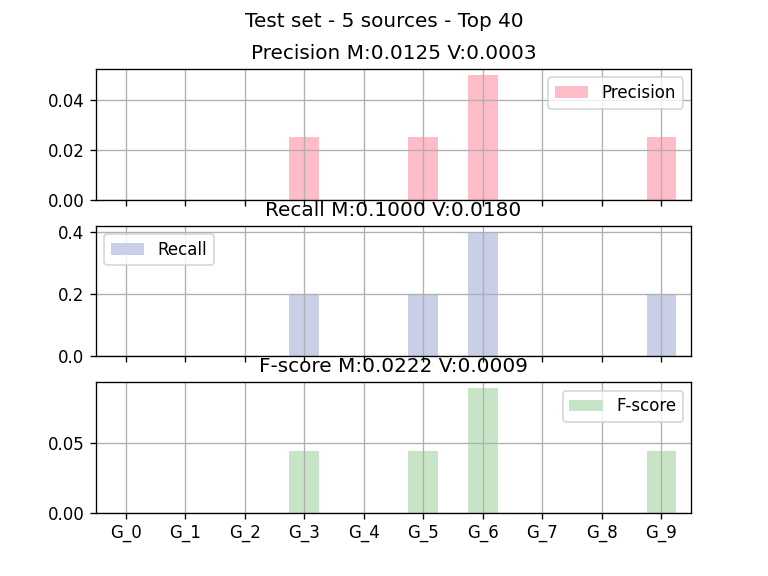 Test set - 5 sources - Top 40
Precision M:0.0125 V:0.0003
0.04
0.02
0.00
Precision
Recall M:0.1000 V:0.0180
0.4
0.2
0.0
Recall
F-score M:0.0222 V:0.0009
0.05
0.00
F-score
G_0 G_1 G_2 G_3 G_4 G_5 G_6 G_7 G_8 G_9